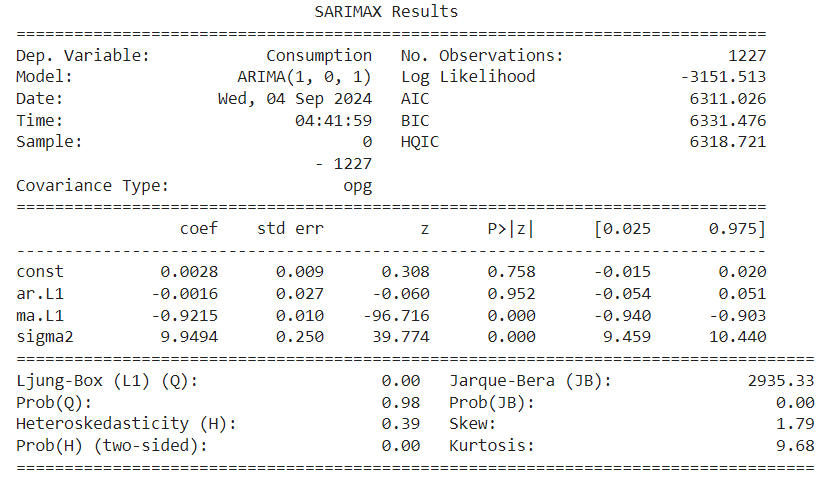 SARIMAX Results
==============================================================================
Dep. Variable:            Consumption   No. Observations:                 1227
Model:                 ARIMA(1, 0, 1)   Log Likelihood               -3151.513
Date:                Wed, 04 Sep 2024   AIC                           6311.026
Time:                        04:41:59   BIC                           6331.476
Sample:                             0   HQIC                          6318.721
                               - 1227
Covariance Type:                  opg
==============================================================================
                 coef    std err          z      P>|z|      [0.025      0.975]
------------------------------------------------------------------------------
const          0.0028      0.009      0.308      0.758      -0.015       0.020
ar.L1         -0.0016      0.027     -0.060      0.952      -0.054       0.051
ma.L1         -0.9215      0.010    -96.716      0.000      -0.940      -0.903
sigma2         9.9494      0.250     39.774      0.000       9.459      10.440
===================================================================================
Ljung-Box (L1) (Q):                   0.00   Jarque-Bera (JB):              2935.33
Prob(Q):                              0.98   Prob(JB):                         0.00
Heteroskedasticity (H):               0.39   Skew:                             1.79
Prob(H) (two-sided):                  0.00   Kurtosis:                         9.68
===================================================================================